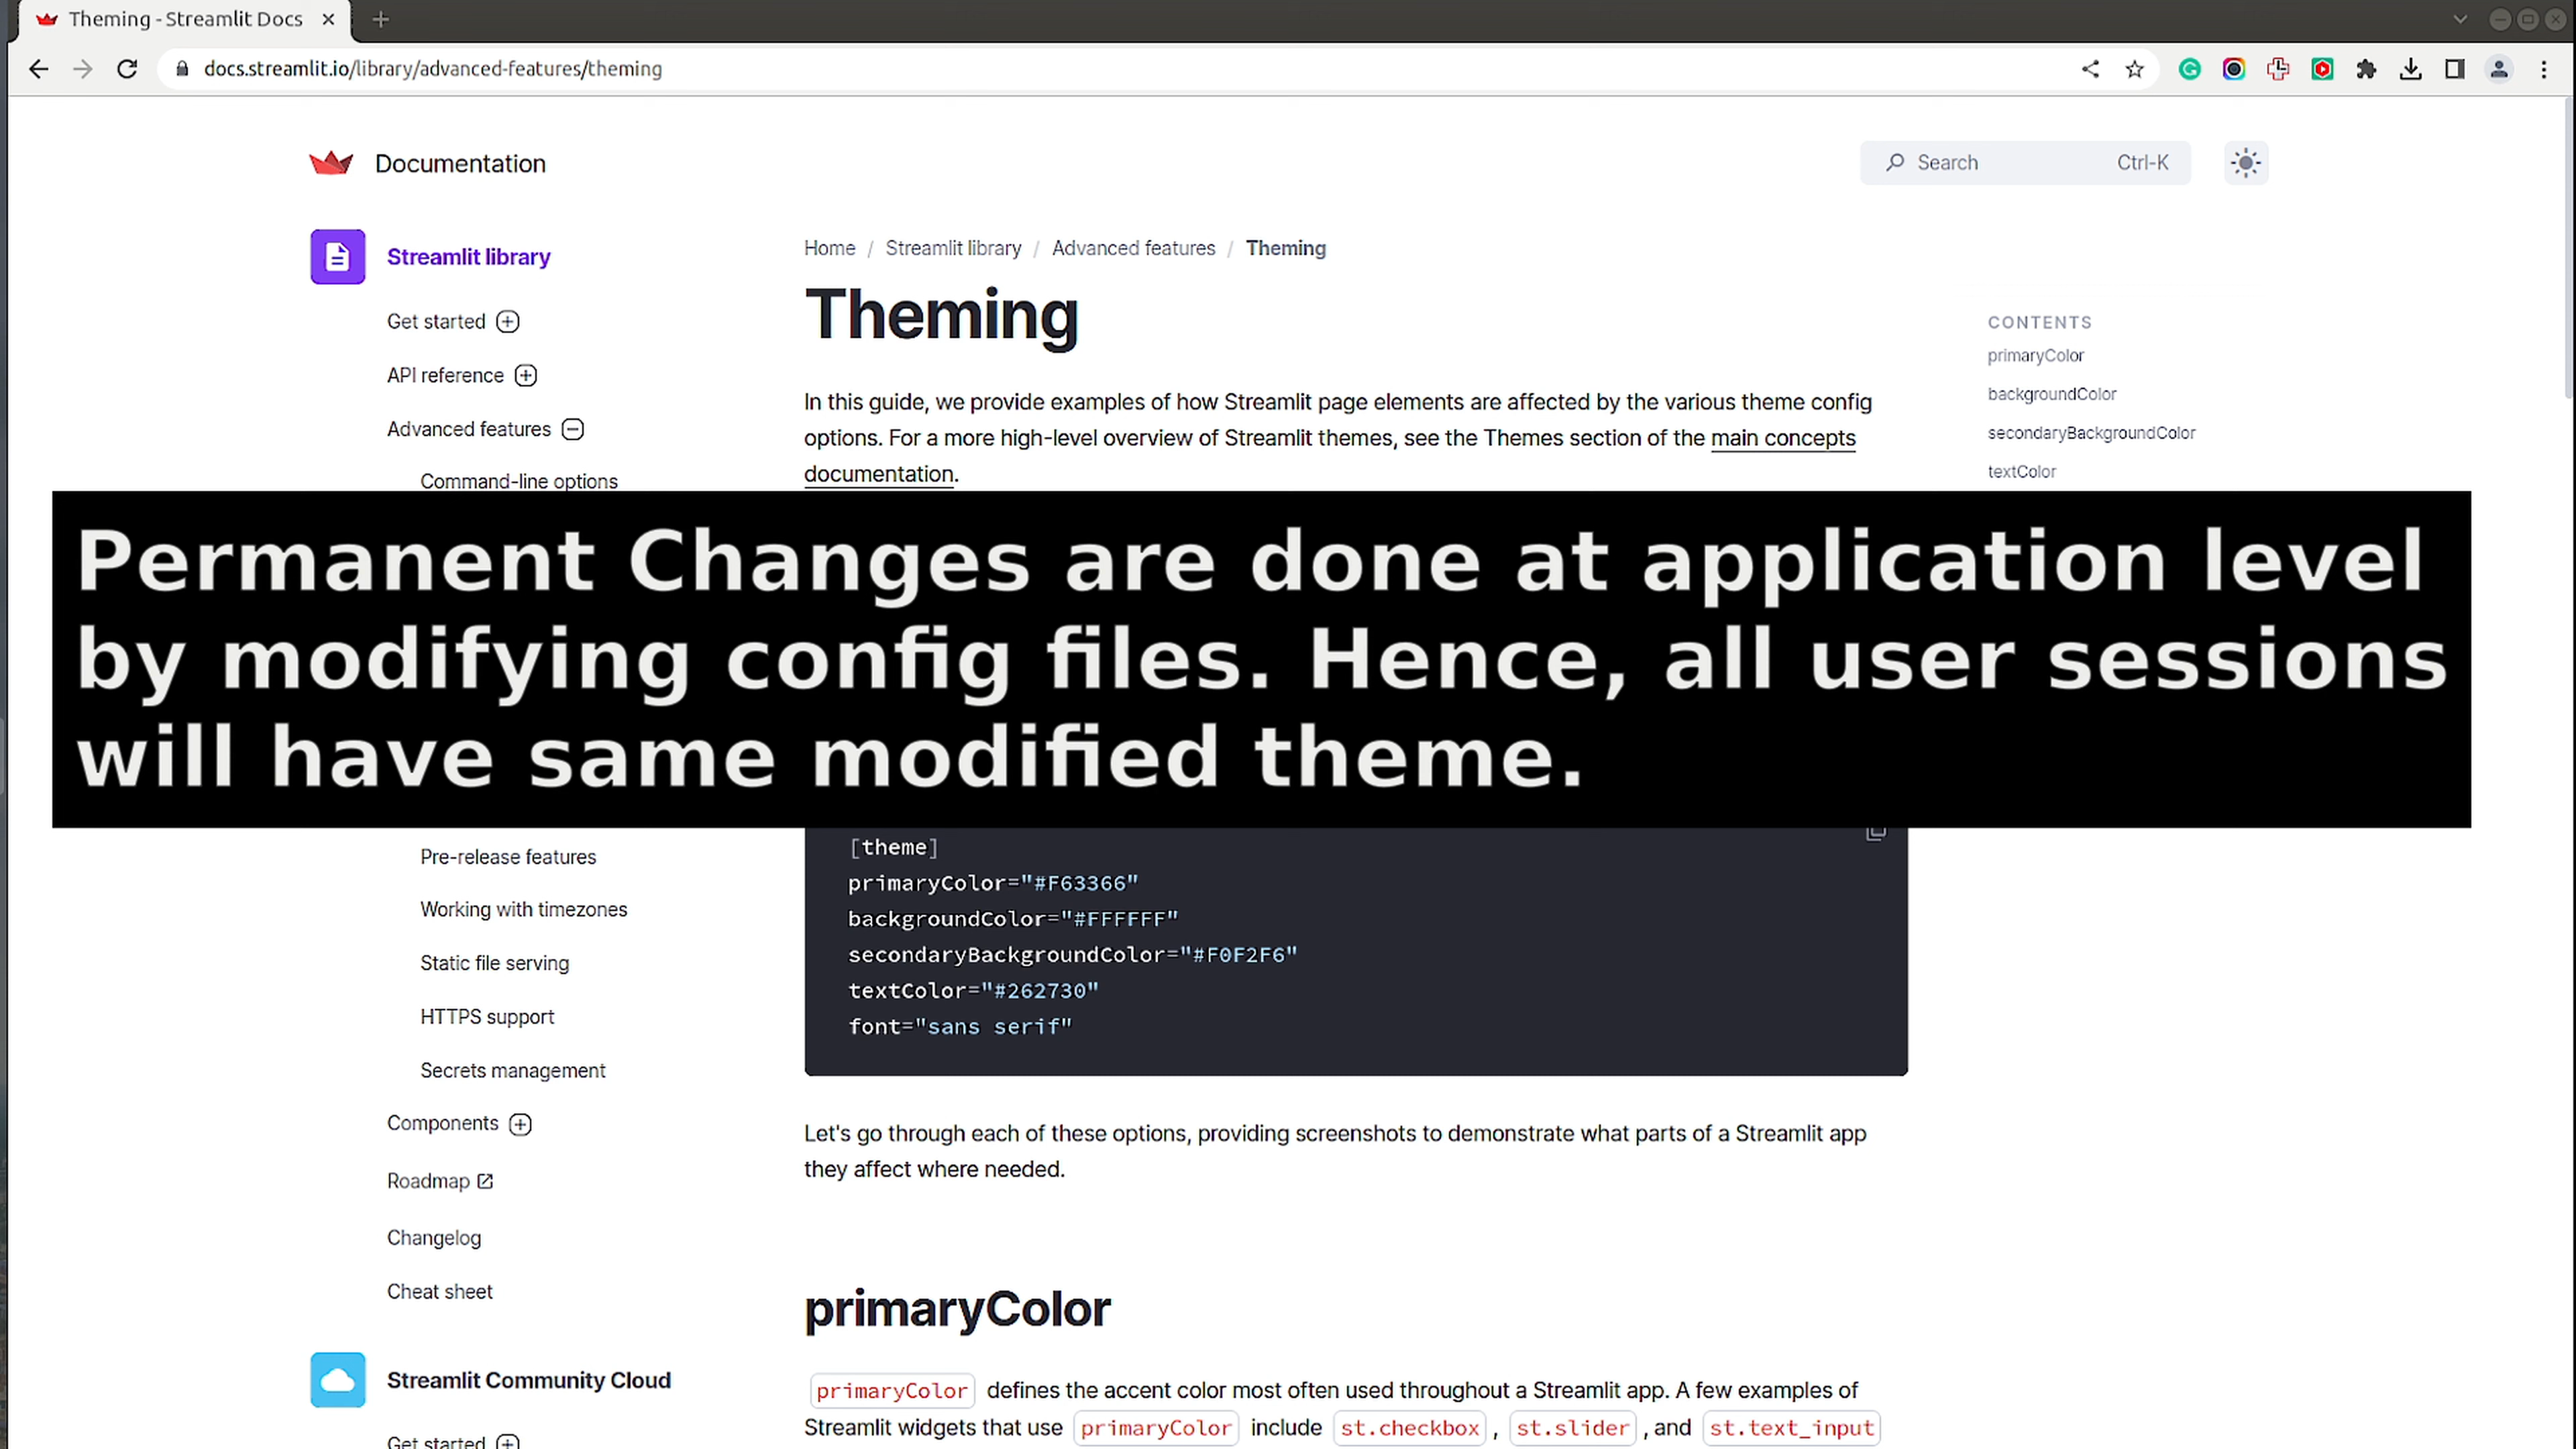 Theming - Streamlit Docs
docs.streamlit.io/library/advanced-features/theming
Documentation
Search Ctrl-K
Streamlit library
Get started
API reference
Advanced features
Command-line options
Home / Streamlit library / Advanced features / Theming
Theming
In this guide, we provide examples of how Streamlit page elements are affected by the various theme config
options. For a more high-level overview of Streamlit themes, see the Themes section of the main concepts
documentation.
CONTENTS
primaryColor
backgroundColor
secondaryBackgroundColor
textColor
Permanent Changes are done at application level
by modifying config files. Hence, all user sessions
will have same modified theme.
Pre-release features
Working with timezones
Static file serving
HTTPS support
Secrets management
Components
Roadmap
Changelog
Cheat sheet
Streamlit Community Cloud
Get started
[theme]
primaryColor="#F63366"
backgroundColor="#FFFFFF"
secondaryBackgroundColor="#F0F2F6"
textColor="#262730"
font="sans serif"
Let's go through each of these options, providing screenshots to demonstrate what parts of a Streamlit app
they affect where needed.
primaryColor
primaryColor defines the accent color most often used throughout a Streamlit app. A few examples of
Streamlit widgets that use primaryColor include st.checkbox , st.slider , and st.text_input